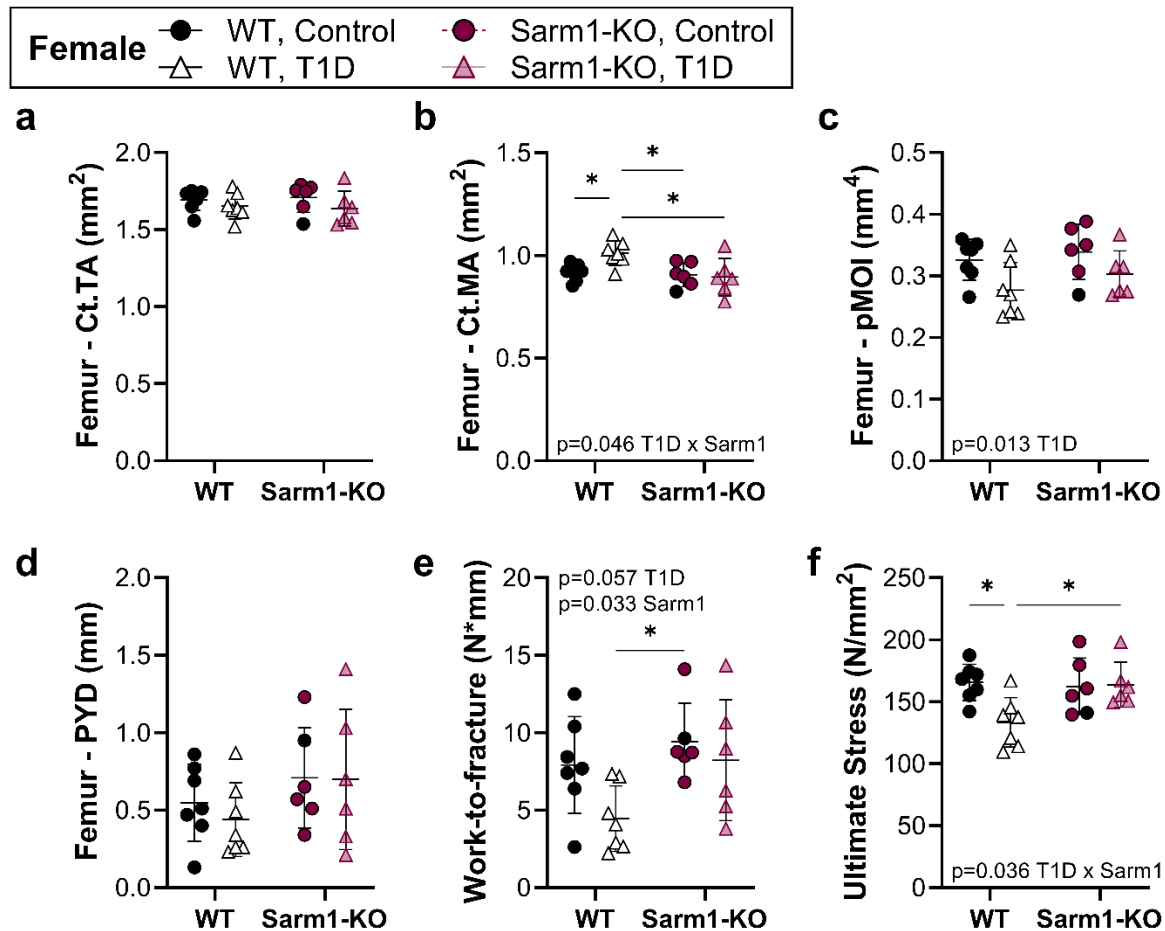 Female
WT, Control
Sarm1-KO, Control
WT, T1D
Sarm1-KO, T1D
a
Femur - Ct.TA (mm²)
2.0
1.5
1.0
0.5
0.0
WT
Sarm1-KO
b
Femur - Ct.MA (mm²)
1.5
1.0
0.5
0.0
*
*
*
p=0.046 T1D x Sarm1
WT
Sarm1-KO
c
Femur - pMOI (mm⁴)
0.5
0.4
0.3
0.2
0.1
0.0
p=0.013 T1D
WT
Sarm1-KO
d
Femur - PYD (mm)
2.0
1.5
1.0
0.5
0.0
WT
Sarm1-KO
e
Work-to-fracture (N*mm)
20
15
10
5
0
p=0.057 T1D
p=0.033 Sarm1
*
WT
Sarm1-KO
f
Ultimate Stress (N/mm²)
250
200
150
100
50
0
*
*
p=0.036 T1D x Sarm1
WT
Sarm1-KO